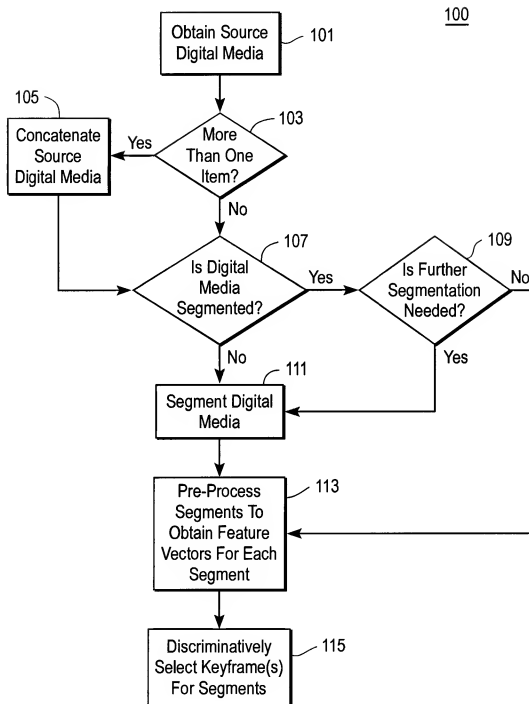 100
Obtain Source
Digital Media
101
105
103
Concatenate
Source
Digital Media
Yes
More
Than One
Item?
No
107
109
Is Digital
Media
Segmented?
Yes
Is Further
Segmentation
Needed?
No
No
Yes
111
Segment Digital
Media
113
Pre-Process
Segments To
Obtain Feature
Vectors For Each
Segment
115
Discriminatively
Select Keyframe(s)
For Segments